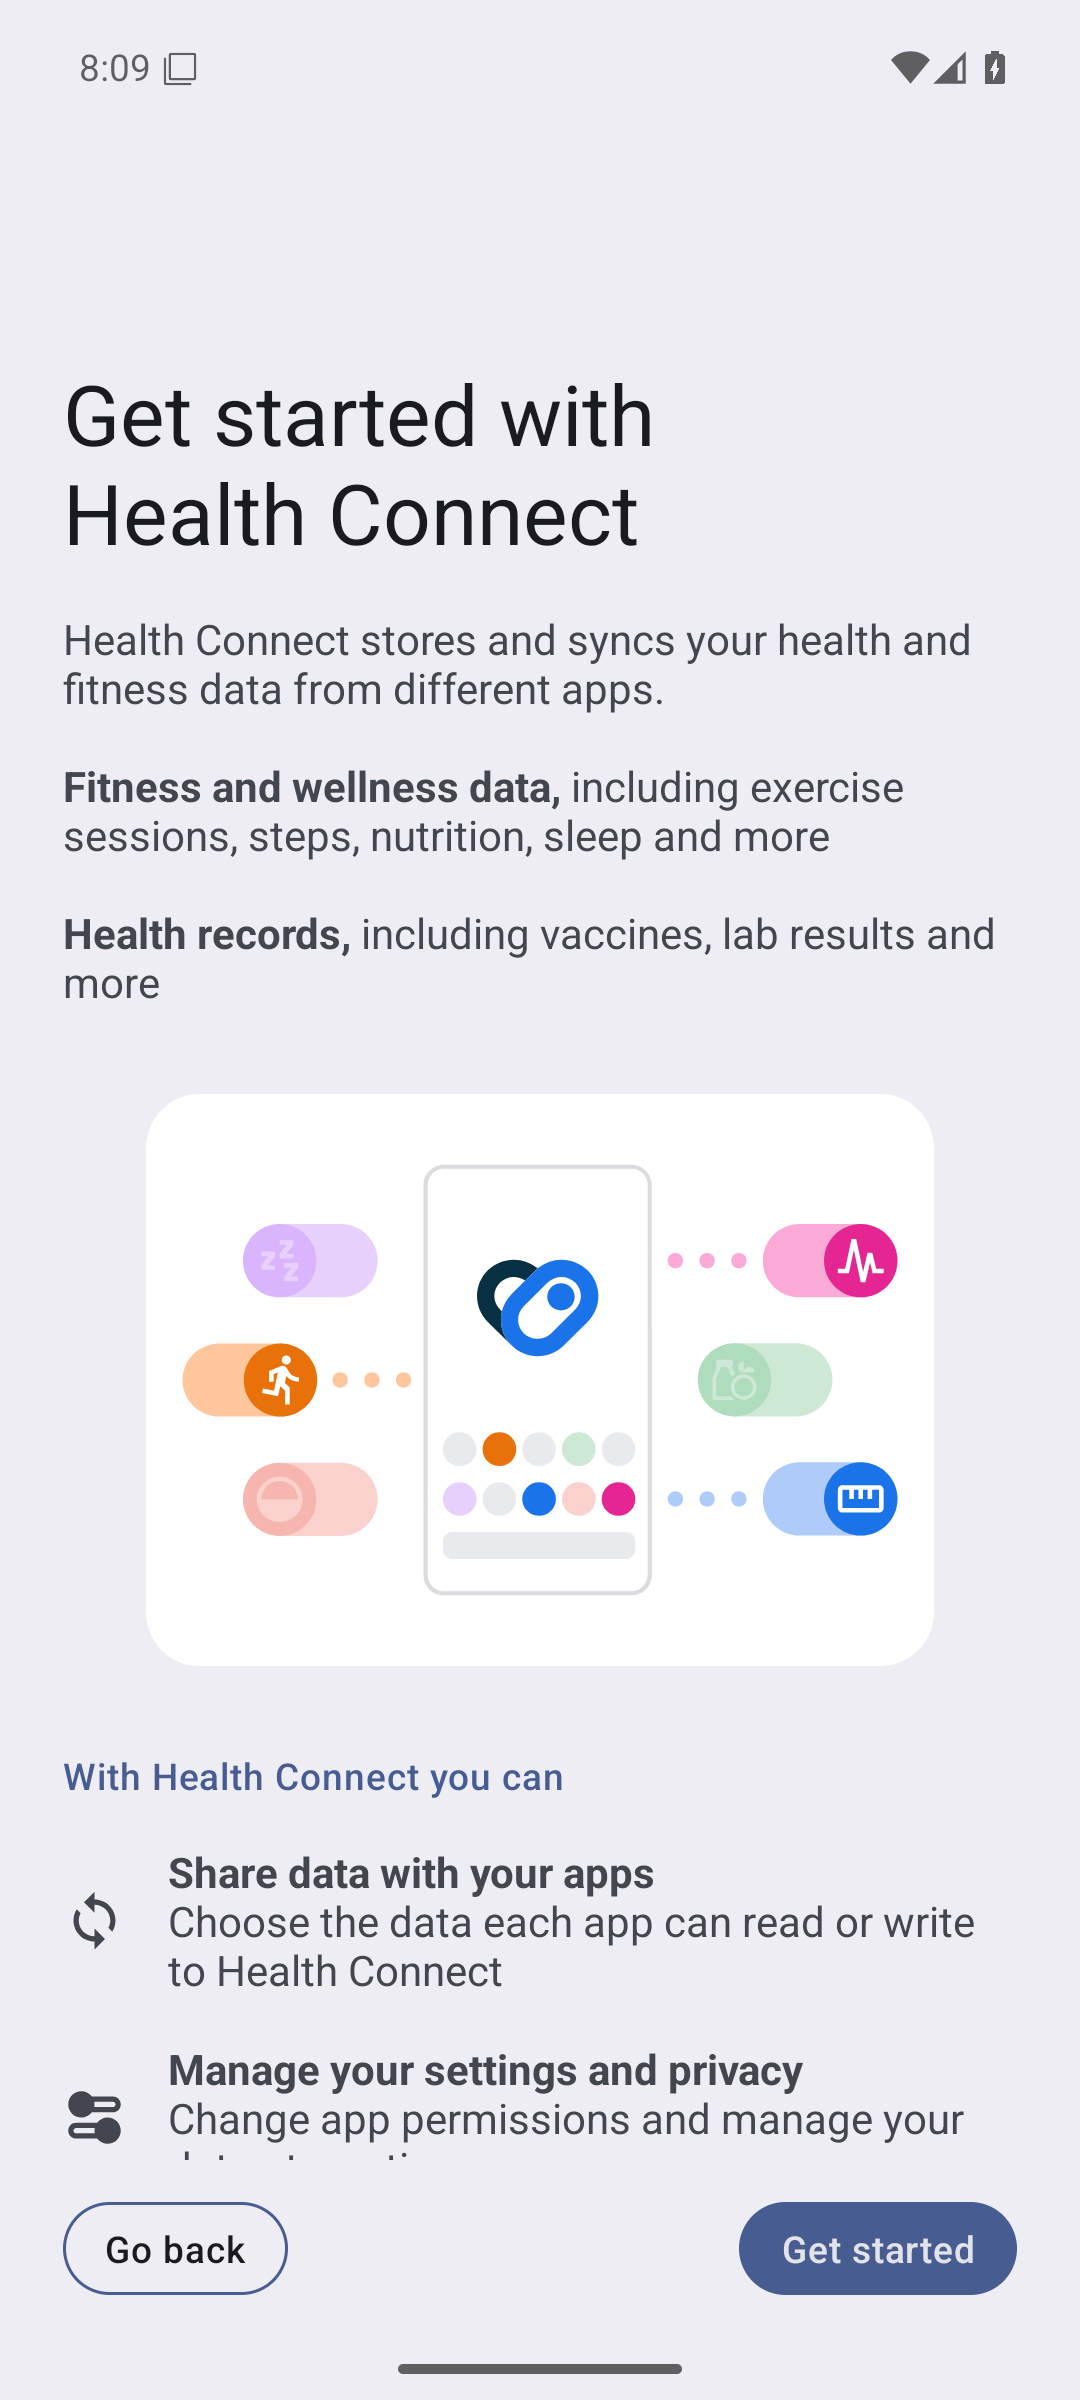 8:09
Get started with
Health Connect
Health Connect stores and syncs your health and
fitness data from different apps.
Fitness and wellness data, including exercise
sessions, steps, nutrition, sleep and more
Health records, including vaccines, lab results and
more
With Health Connect you can
Share data with your apps
Choose the data each app can read or write
to Health Connect
Manage your settings and privacy
Change app permissions and manage your
Go back
Get started